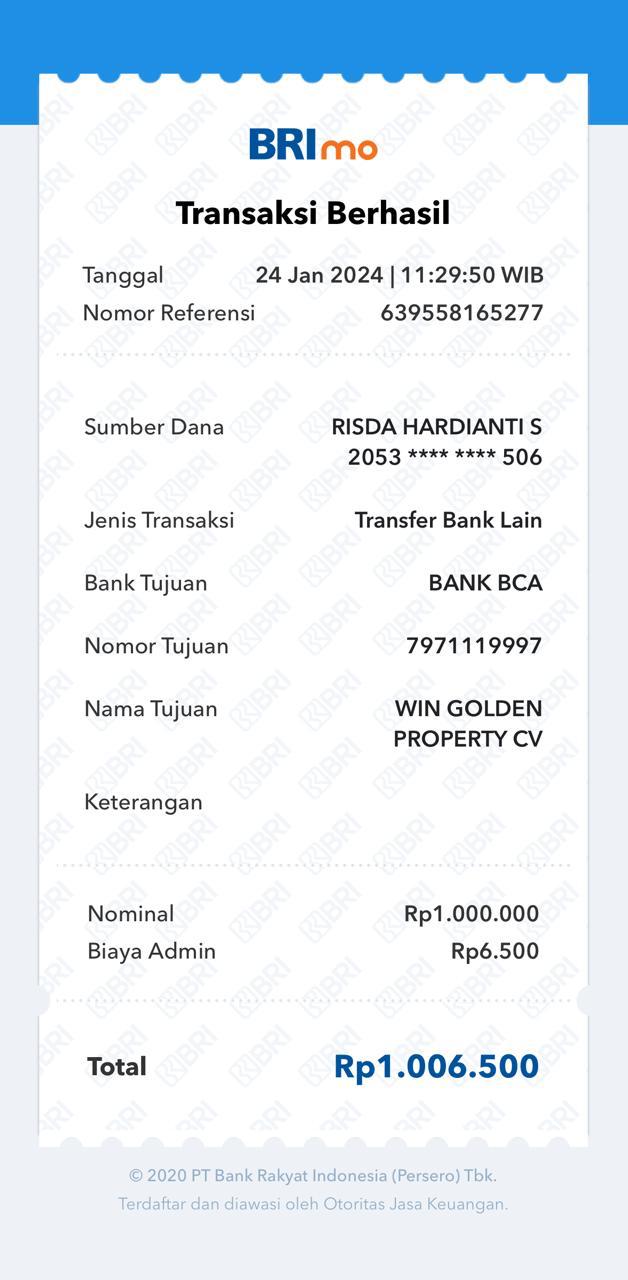 BRImo
Transaksi Berhasil
Tanggal 24 Jan 2024 | 11:29:50 WIB
Nomor Referensi 639558165277
Sumber Dana RISDA HARDIANTI S
2053 **** **** 506
Jenis Transaksi Transfer Bank Lain
Bank Tujuan BANK BCA
Nomor Tujuan 7971119997
Nama Tujuan WIN GOLDEN
PROPERTY CV
Keterangan
Nominal Rp1.000.000
Biaya Admin Rp6.500
Total Rp1.006.500
© 2020 PT Bank Rakyat Indonesia (Persero) Tbk.
Terdaftar dan diawasi oleh Otoritas Jasa Keuangan.